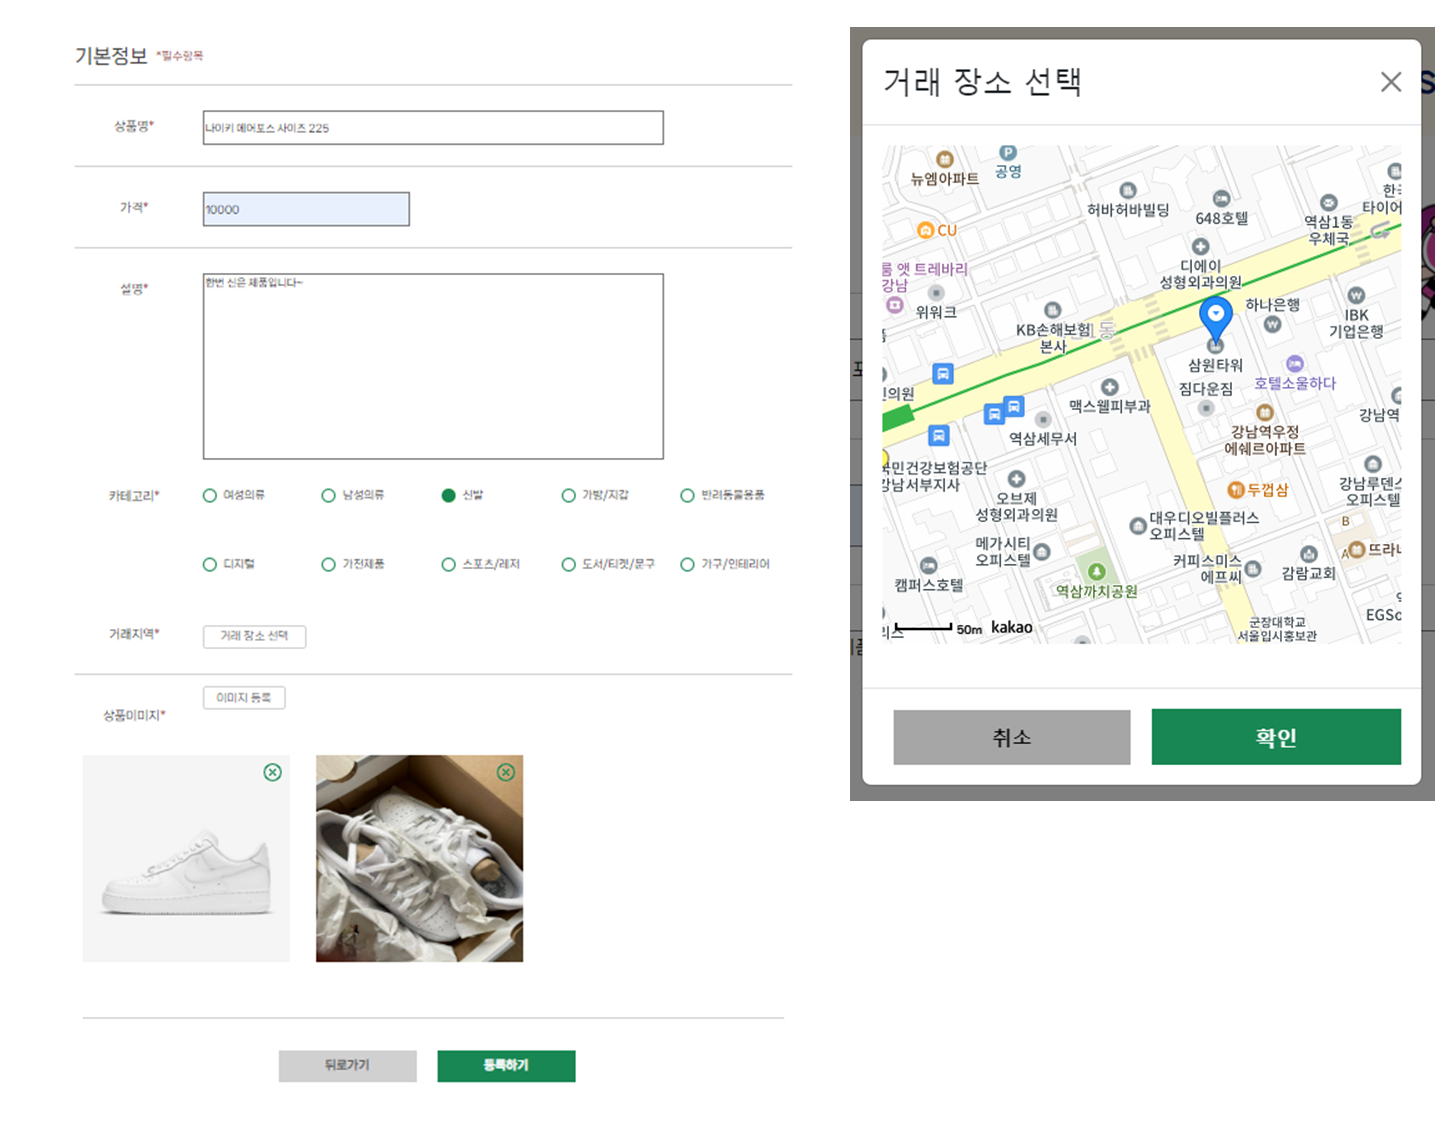 기본정보 *필수항목
상품명*
나이키 에어포스 사이즈 225
가격*
10000
설명*
한번 신은 제품입니다~
카테고리*
여성의류
남성의류
신발
가방/지갑
반려동물용품
디지털
가전제품
스포츠/레저
도서/티켓/문구
가구/인테리어
거래지역*
거래 장소 선택
이미지 등록
상품이미지*
뒤로가기
등록하기
거래 장소 선택
뉴엠아파트
P
공영
허바허바빌딩
648호텔
역삼1동
우체국
타이어
CU
디에이
성형외과의원
룸 앳 트레바리
강남
위워크
KB손해보험
본사
동
하나은행
IBK
기업은행
삼원타워
짐다운짐
호텔소울하다
의원
맥스웰피부과
역삼세무서
강남역우정
에쉐르아파트
강남역
국민건강보험공단
강남서부지사
오브제
성형외과의원
두껍삼
강남루덴스
오피스텔
대우디오빌플러스
오피스텔
B
A
메가시티
오피스텔
커피스미스
에프씨
감람교회
캠퍼스호텔
역삼까치공원
50m kakao
군장대학교
서울입시홍보관
취소
확인